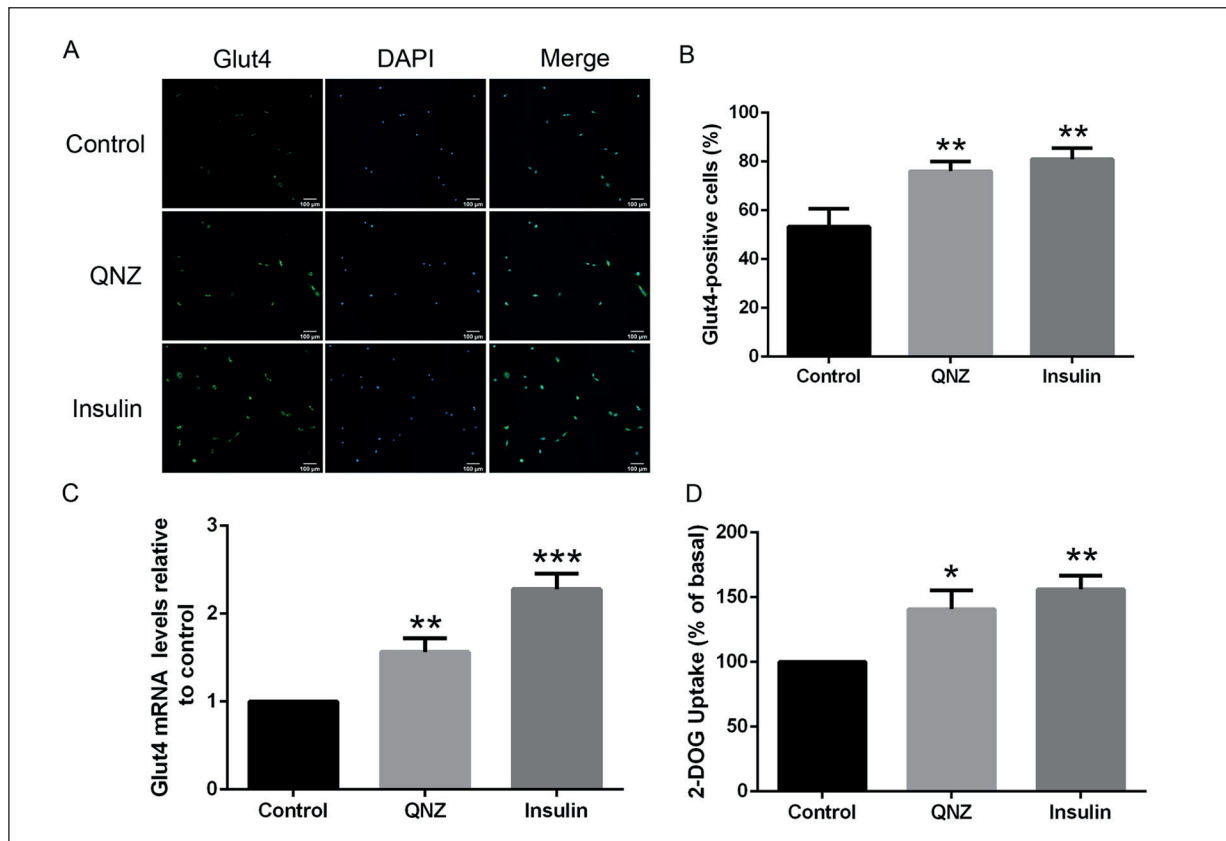 A
Glut4 DAPI Merge
Control
100 µm 100 µm 100 µm
QNZ
100 µm 100 µm 100 µm
Insulin
100 µm 100 µm 100 µm
B
Glut4-positive cells (%)
100
80
60
40
20
0
** **
Control QNZ Insulin
C
Glut4 mRNA levels relative
to control
3
2
1
0
** ***
Control QNZ Insulin
D
2-DOG Uptake (% of basal)
200
150
100
50
0
* **
Control QNZ Insulin